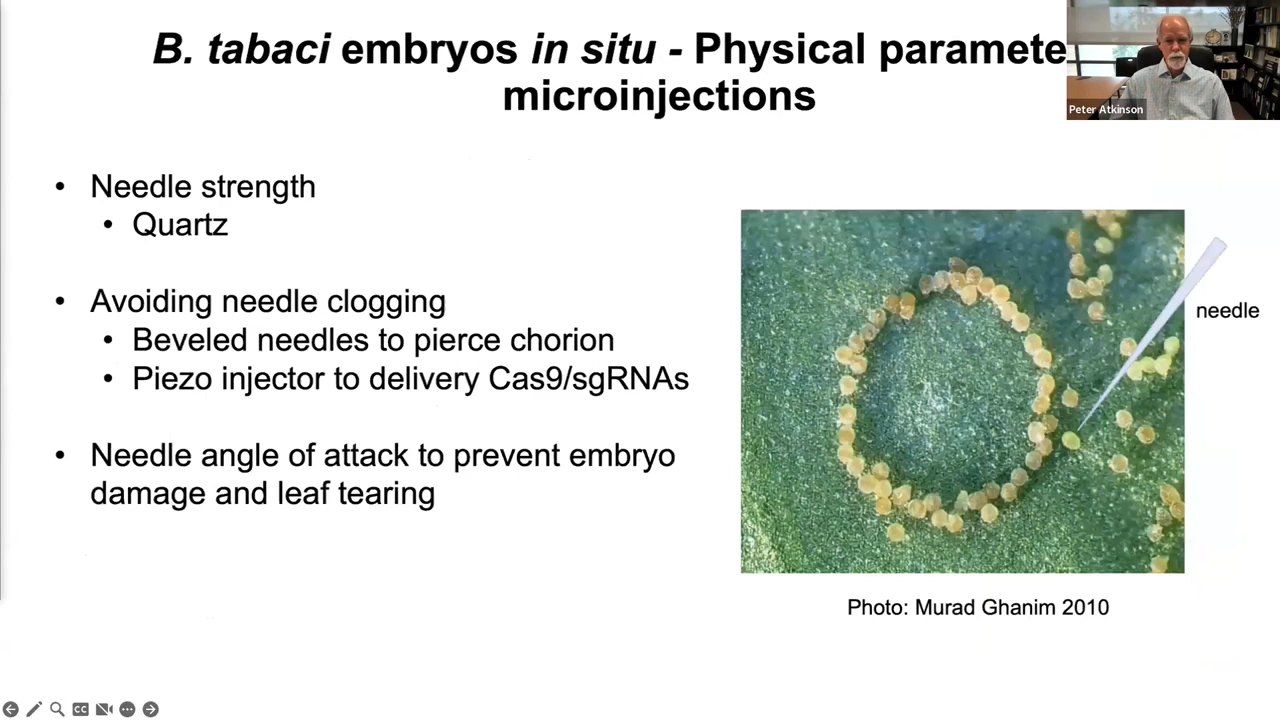 B. tabaci embryos in situ - Physical paramete
microinjections
Peter Atkinson
• Needle strength
• Quartz
• Avoiding needle clogging
• Beveled needles to pierce chorion
• Piezo injector to delivery Cas9/sgRNAs
• Needle angle of attack to prevent embryo
damage and leaf tearing
needle
Photo: Murad Ghanim 2010
CC